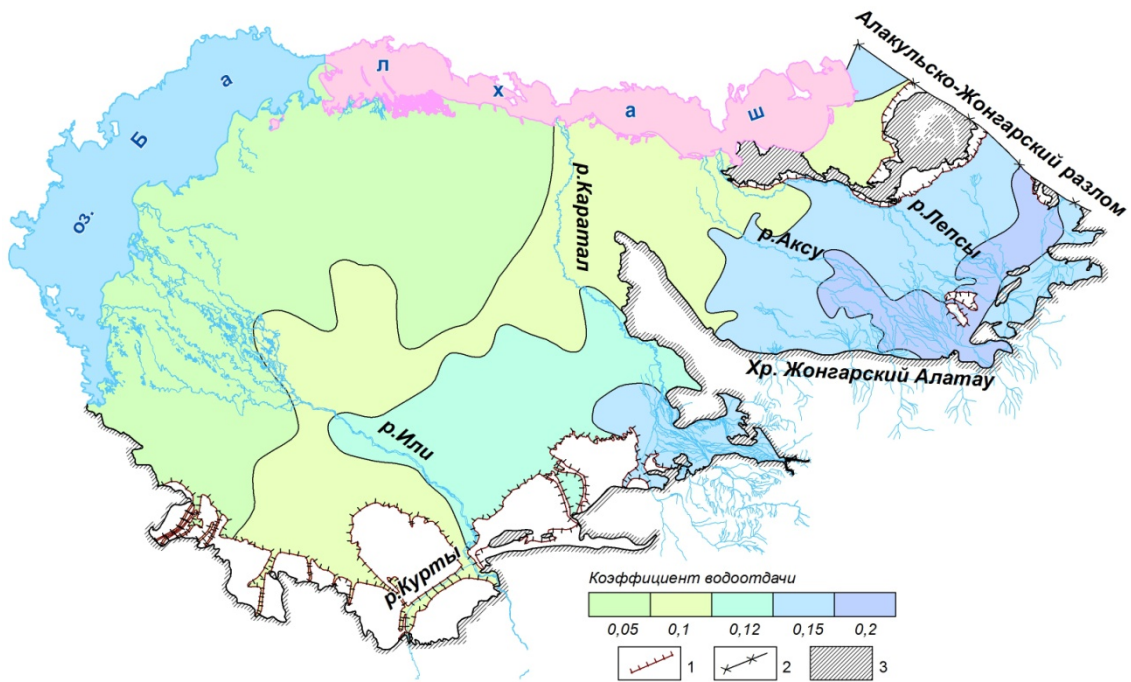 Алакульско-Жонгарский разлом
оз. Балхаш
р.Каратал
р.Лепсы
р.Аксу
Хр. Жонгарский Алатау
р.Или
р.Курты
Коэффициент водоотдачи
0,05 0,1 0,12 0,15 0,2
1 2 3